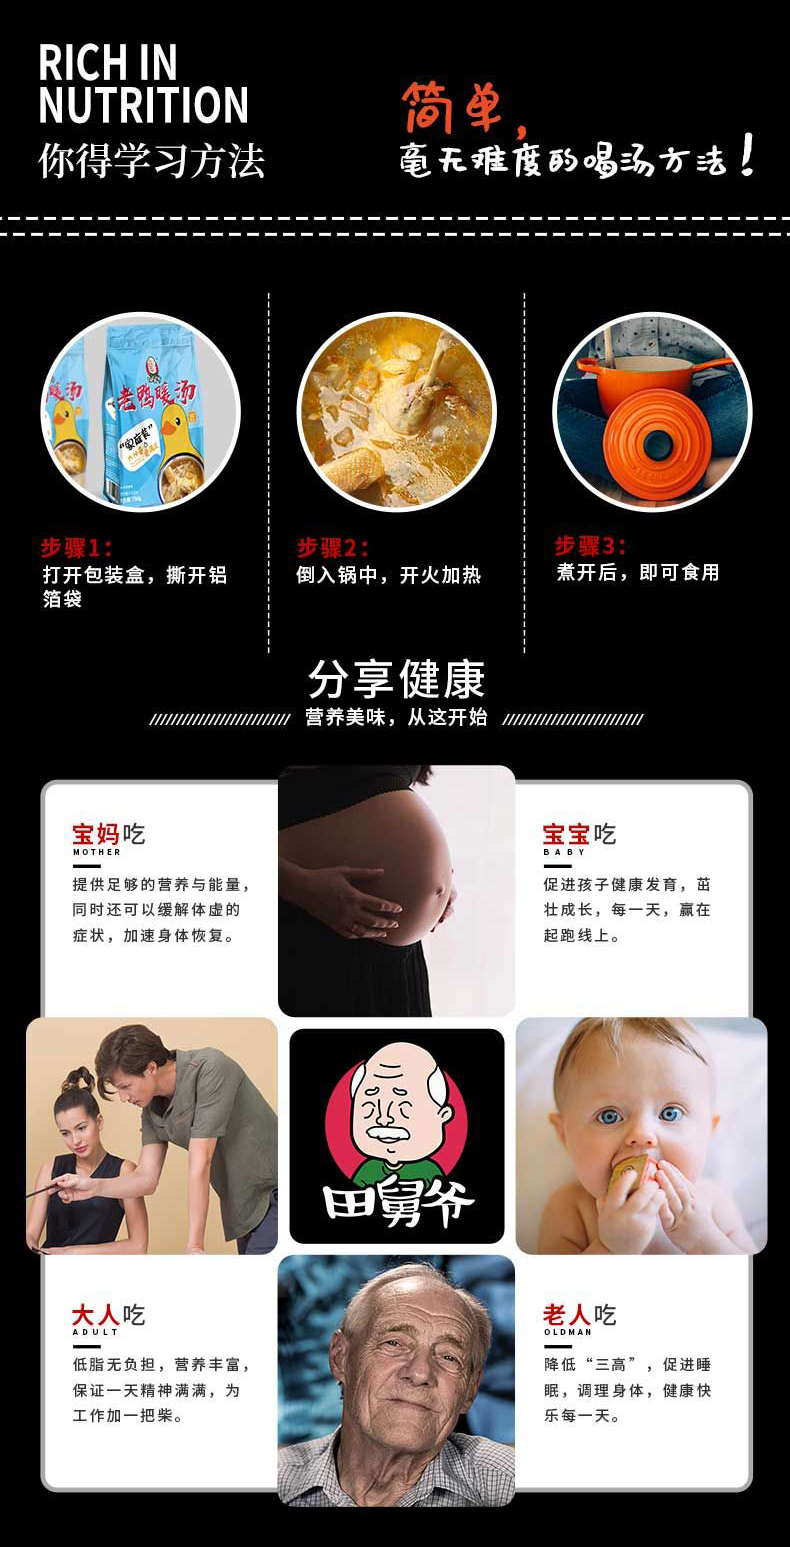 RICH IN
NUTRITION
你得学习方法
简单，
毫无难度的喝汤方法！
老鸭暖汤
“家庭装”
步骤1：
打开包装盒，撕开铝
箔袋
步骤2：
倒入锅中，开火加热
步骤3：
煮开后，即可食用
分享健康
营养美味，从这开始
宝妈吃
MOTHER
提供足够的营养与能量，
同时还可以缓解体虚的
症状，加速身体恢复。
宝宝吃
BABY
促进孩子健康发育，茁
壮成长，每一天，赢在
起跑线上。
田舅爷
大人吃
ADULT
低脂无负担，营养丰富，
保证一天精神满满，为
工作加一把柴。
老人吃
OLDMAN
降低“三高”，促进睡
眠，调理身体，健康快
乐每一天。